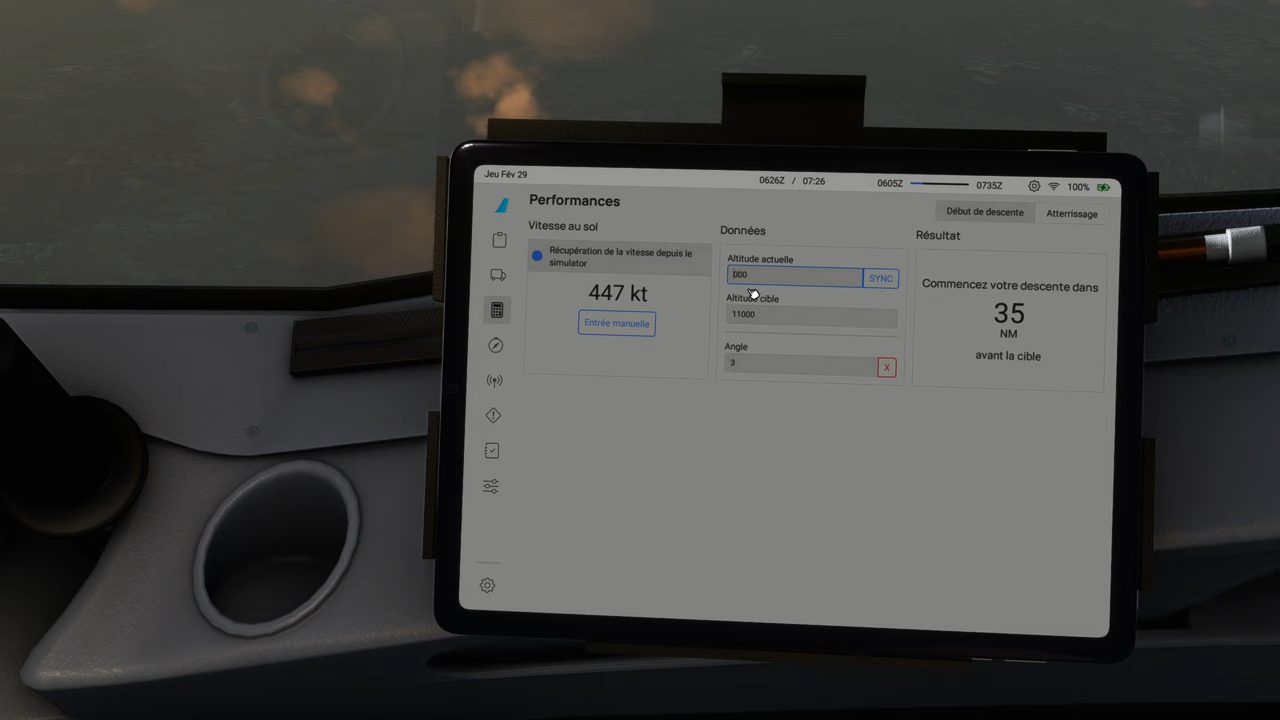 Jeu Fév 29
0626Z / 07:26
0605Z
0735Z
100%
Performances
Début de descente
Atterrissage
Vitesse au sol
Récupération de la vitesse depuis le
simulator
447 kt
Entrée manuelle
Données
Altitude actuelle
000
SYNC
Altitude cible
11000
Angle
3
X
Résultat
Commencez votre descente dans
35
NM
avant la cible